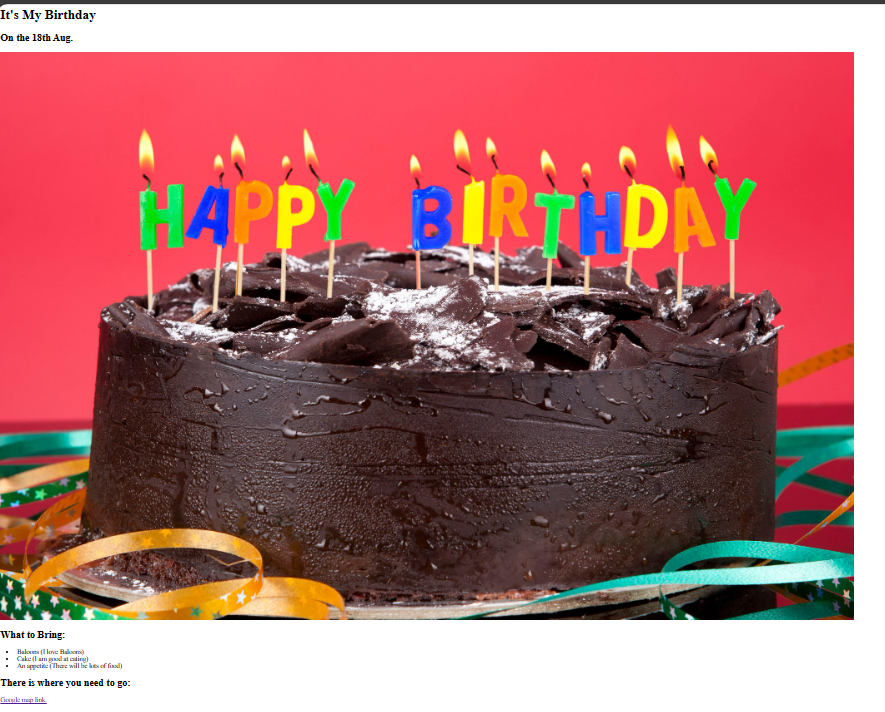 It's My Birthday
On the 18th Aug.
HAPPY BIRTHDAY
What to Bring:
Baloons (I love Baloons)
Cake (I am good at eating)
An appetite (There will be lots of food)
There is where you need to go:
Google map link.